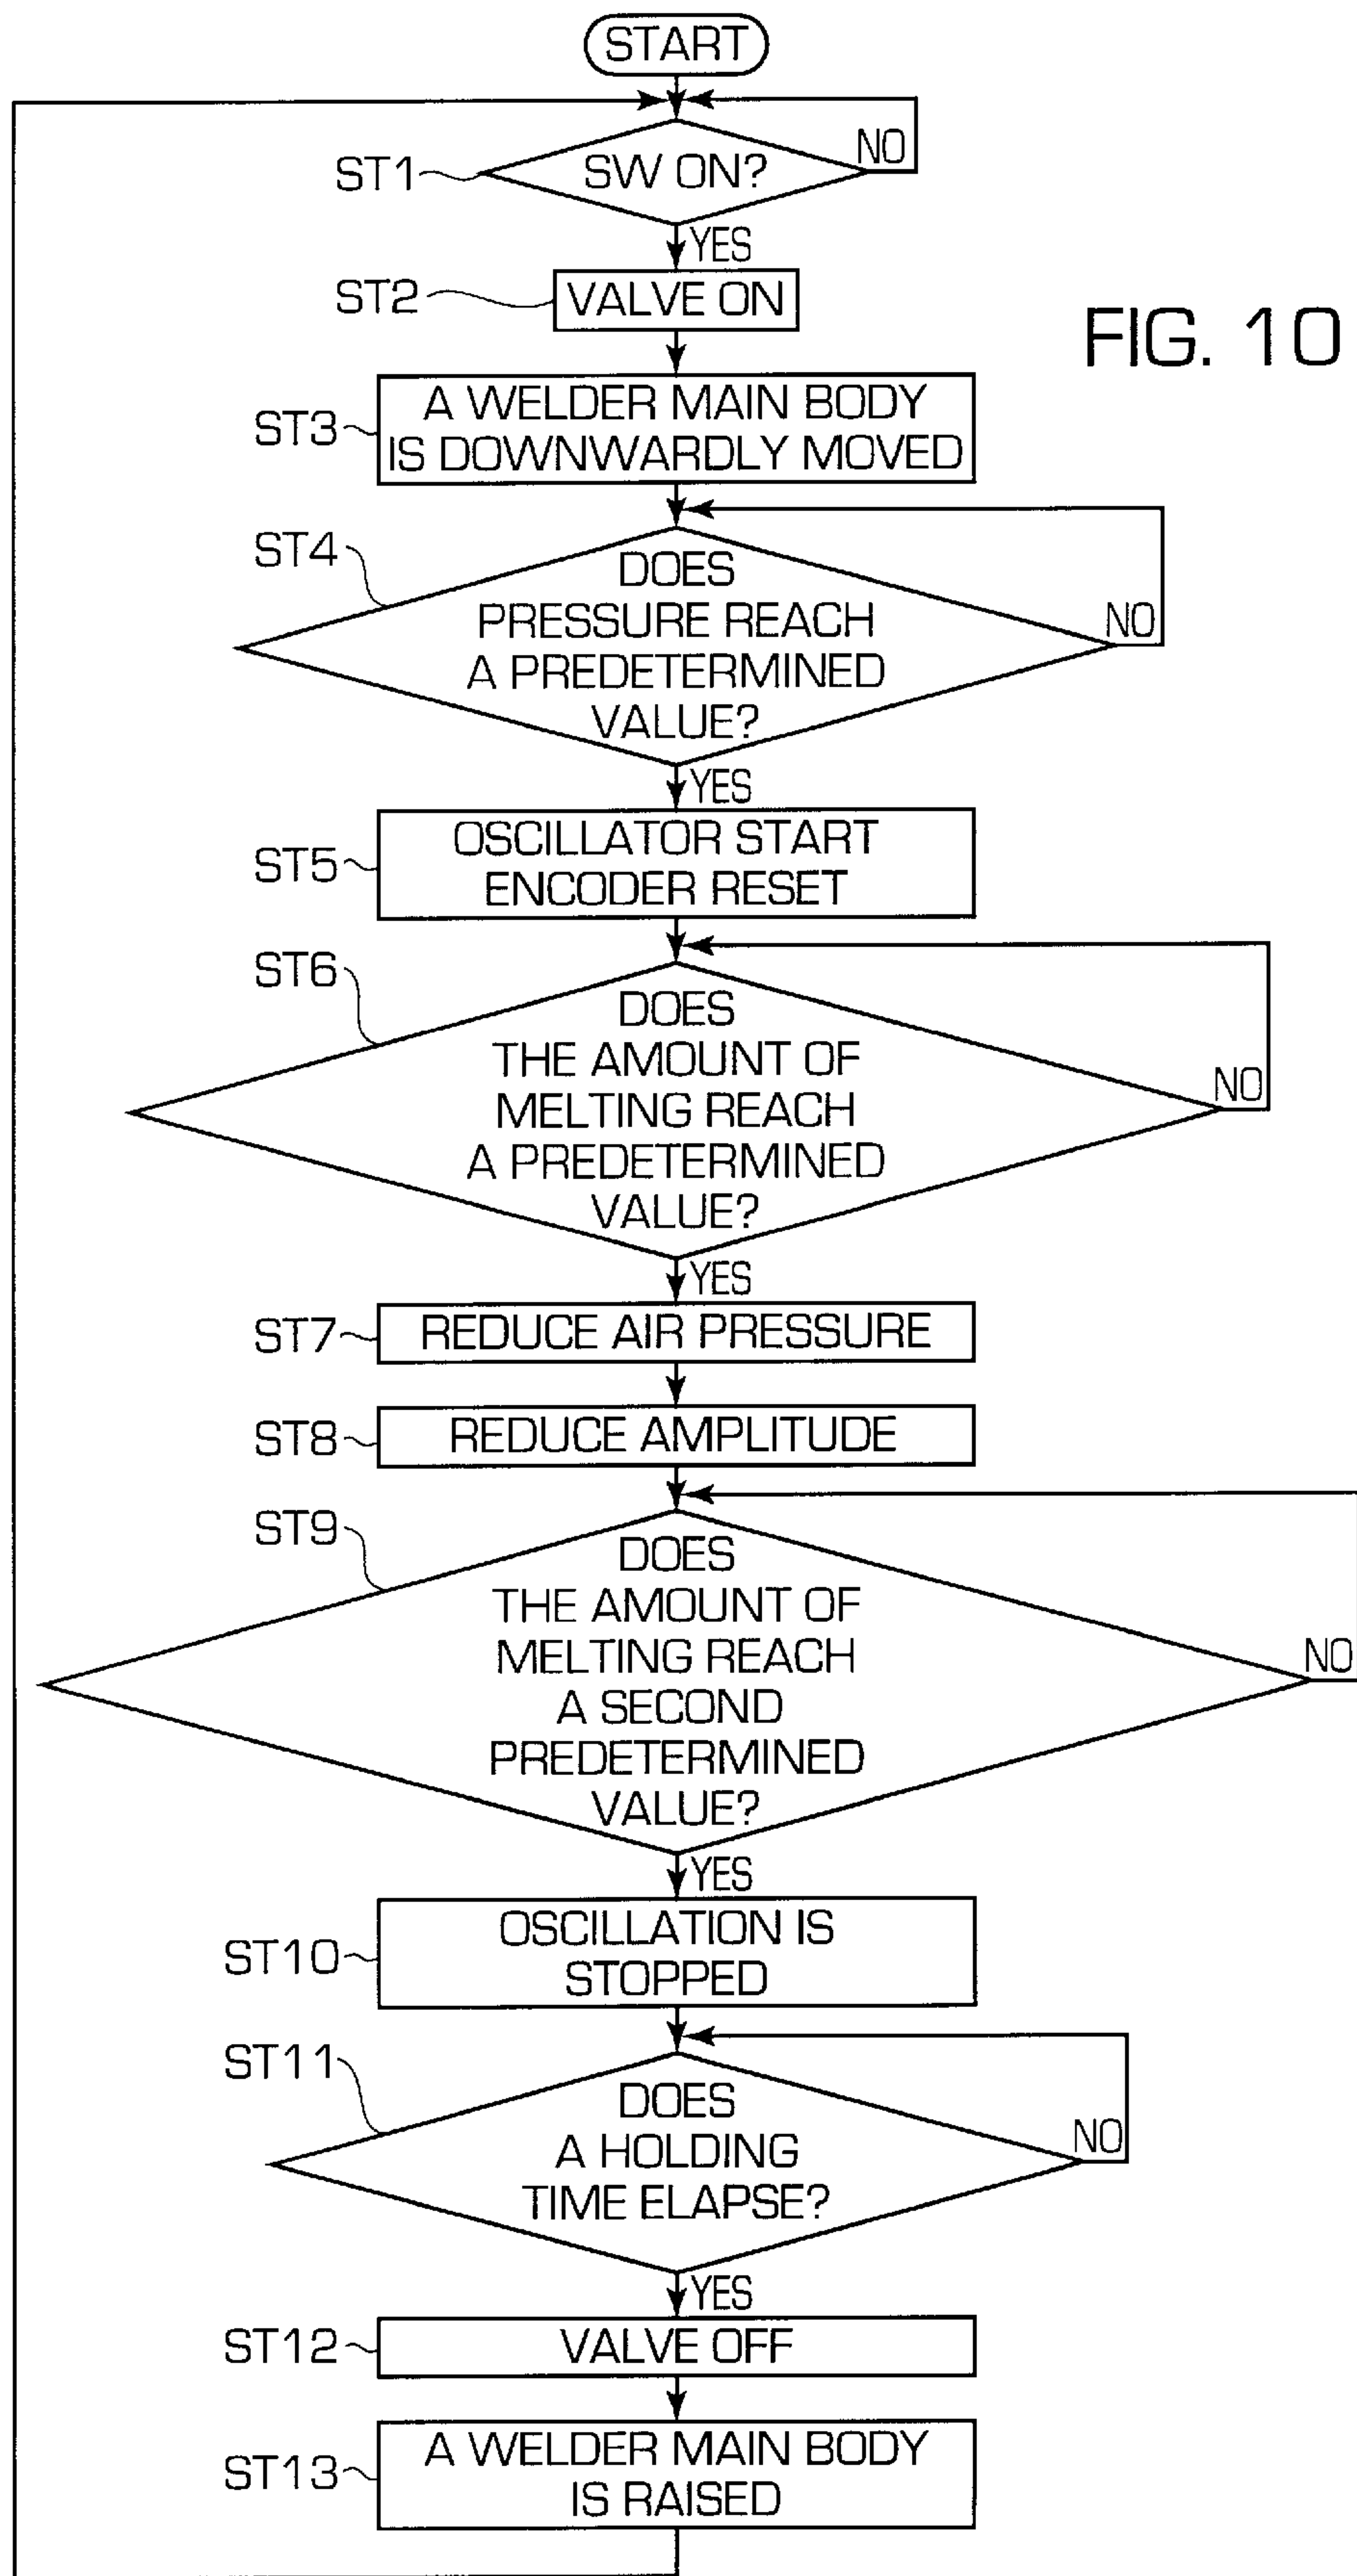 START
ST1
SW ON?
NO
YES
ST2
VALVE ON
FIG. 10
ST3
A WELDER MAIN BODY
IS DOWNWARDLY MOVED
ST4
DOES
PRESSURE REACH
A PREDETERMINED
VALUE?
NO
YES
ST5
OSCILLATOR START
ENCODER RESET
ST6
DOES
THE AMOUNT OF
MELTING REACH
A PREDETERMINED
VALUE?
NO
YES
ST7
REDUCE AIR PRESSURE
ST8
REDUCE AMPLITUDE
ST9
DOES
THE AMOUNT OF
MELTING REACH
A SECOND
PREDETERMINED
VALUE?
NO
YES
ST10
OSCILLATION IS
STOPPED
ST11
DOES
A HOLDING
TIME ELAPSE?
NO
YES
ST12
VALVE OFF
ST13
A WELDER MAIN BODY
IS RAISED